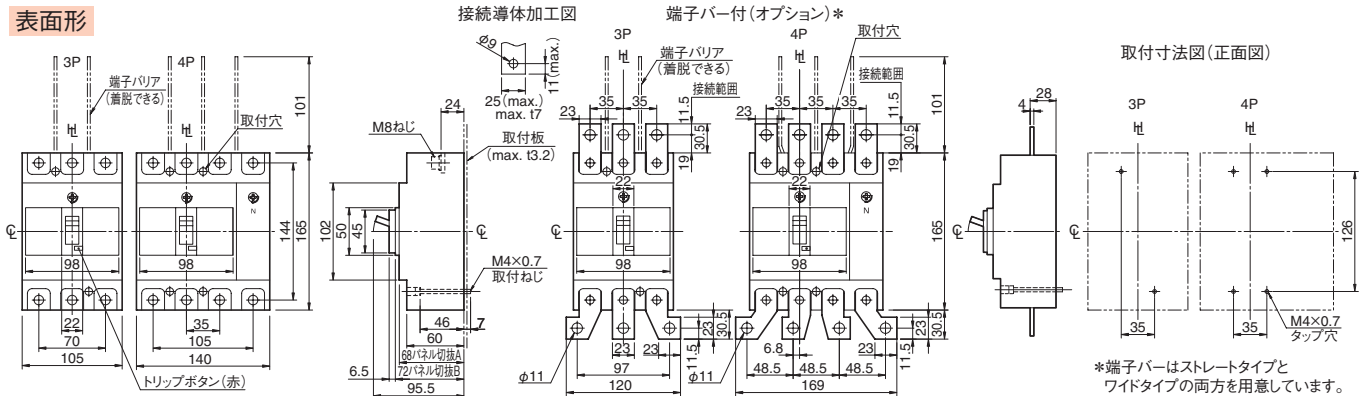 表面形
接続導体加工図
端子バー付(オプション)*
取付寸法図(正面図)
3P
4P
端子バリア
(着脱できる)
取付穴
101
144
165
98
98
22
70
105
35
105
140
トリップボタン(赤)
N
φ9
11(max.)
25(max.)
max. t7
24
M8ねじ
取付板
(max. t3.2)
102
50
45
M4×0.7
取付ねじ
46
7
60
68パネル切抜A
72パネル切抜B
6.5
95.5
3P
端子バリア
(着脱できる)
接続範囲
35
35
23
11.5
30.5
19
22
98
23
23
97
120
φ11
11.5
23
30.5
4P
取付穴
接続範囲
35
35
35
23
11.5
30.5
19
101
165
22
98
N
6.8
23
48.5
48.5
48.5
169
φ11
11.5
23
30.5
28
4
3P
4P
126
35
35
M4×0.7
タップ穴
*端子バーはストレートタイプと
ワイドタイプの両方を用意しています。